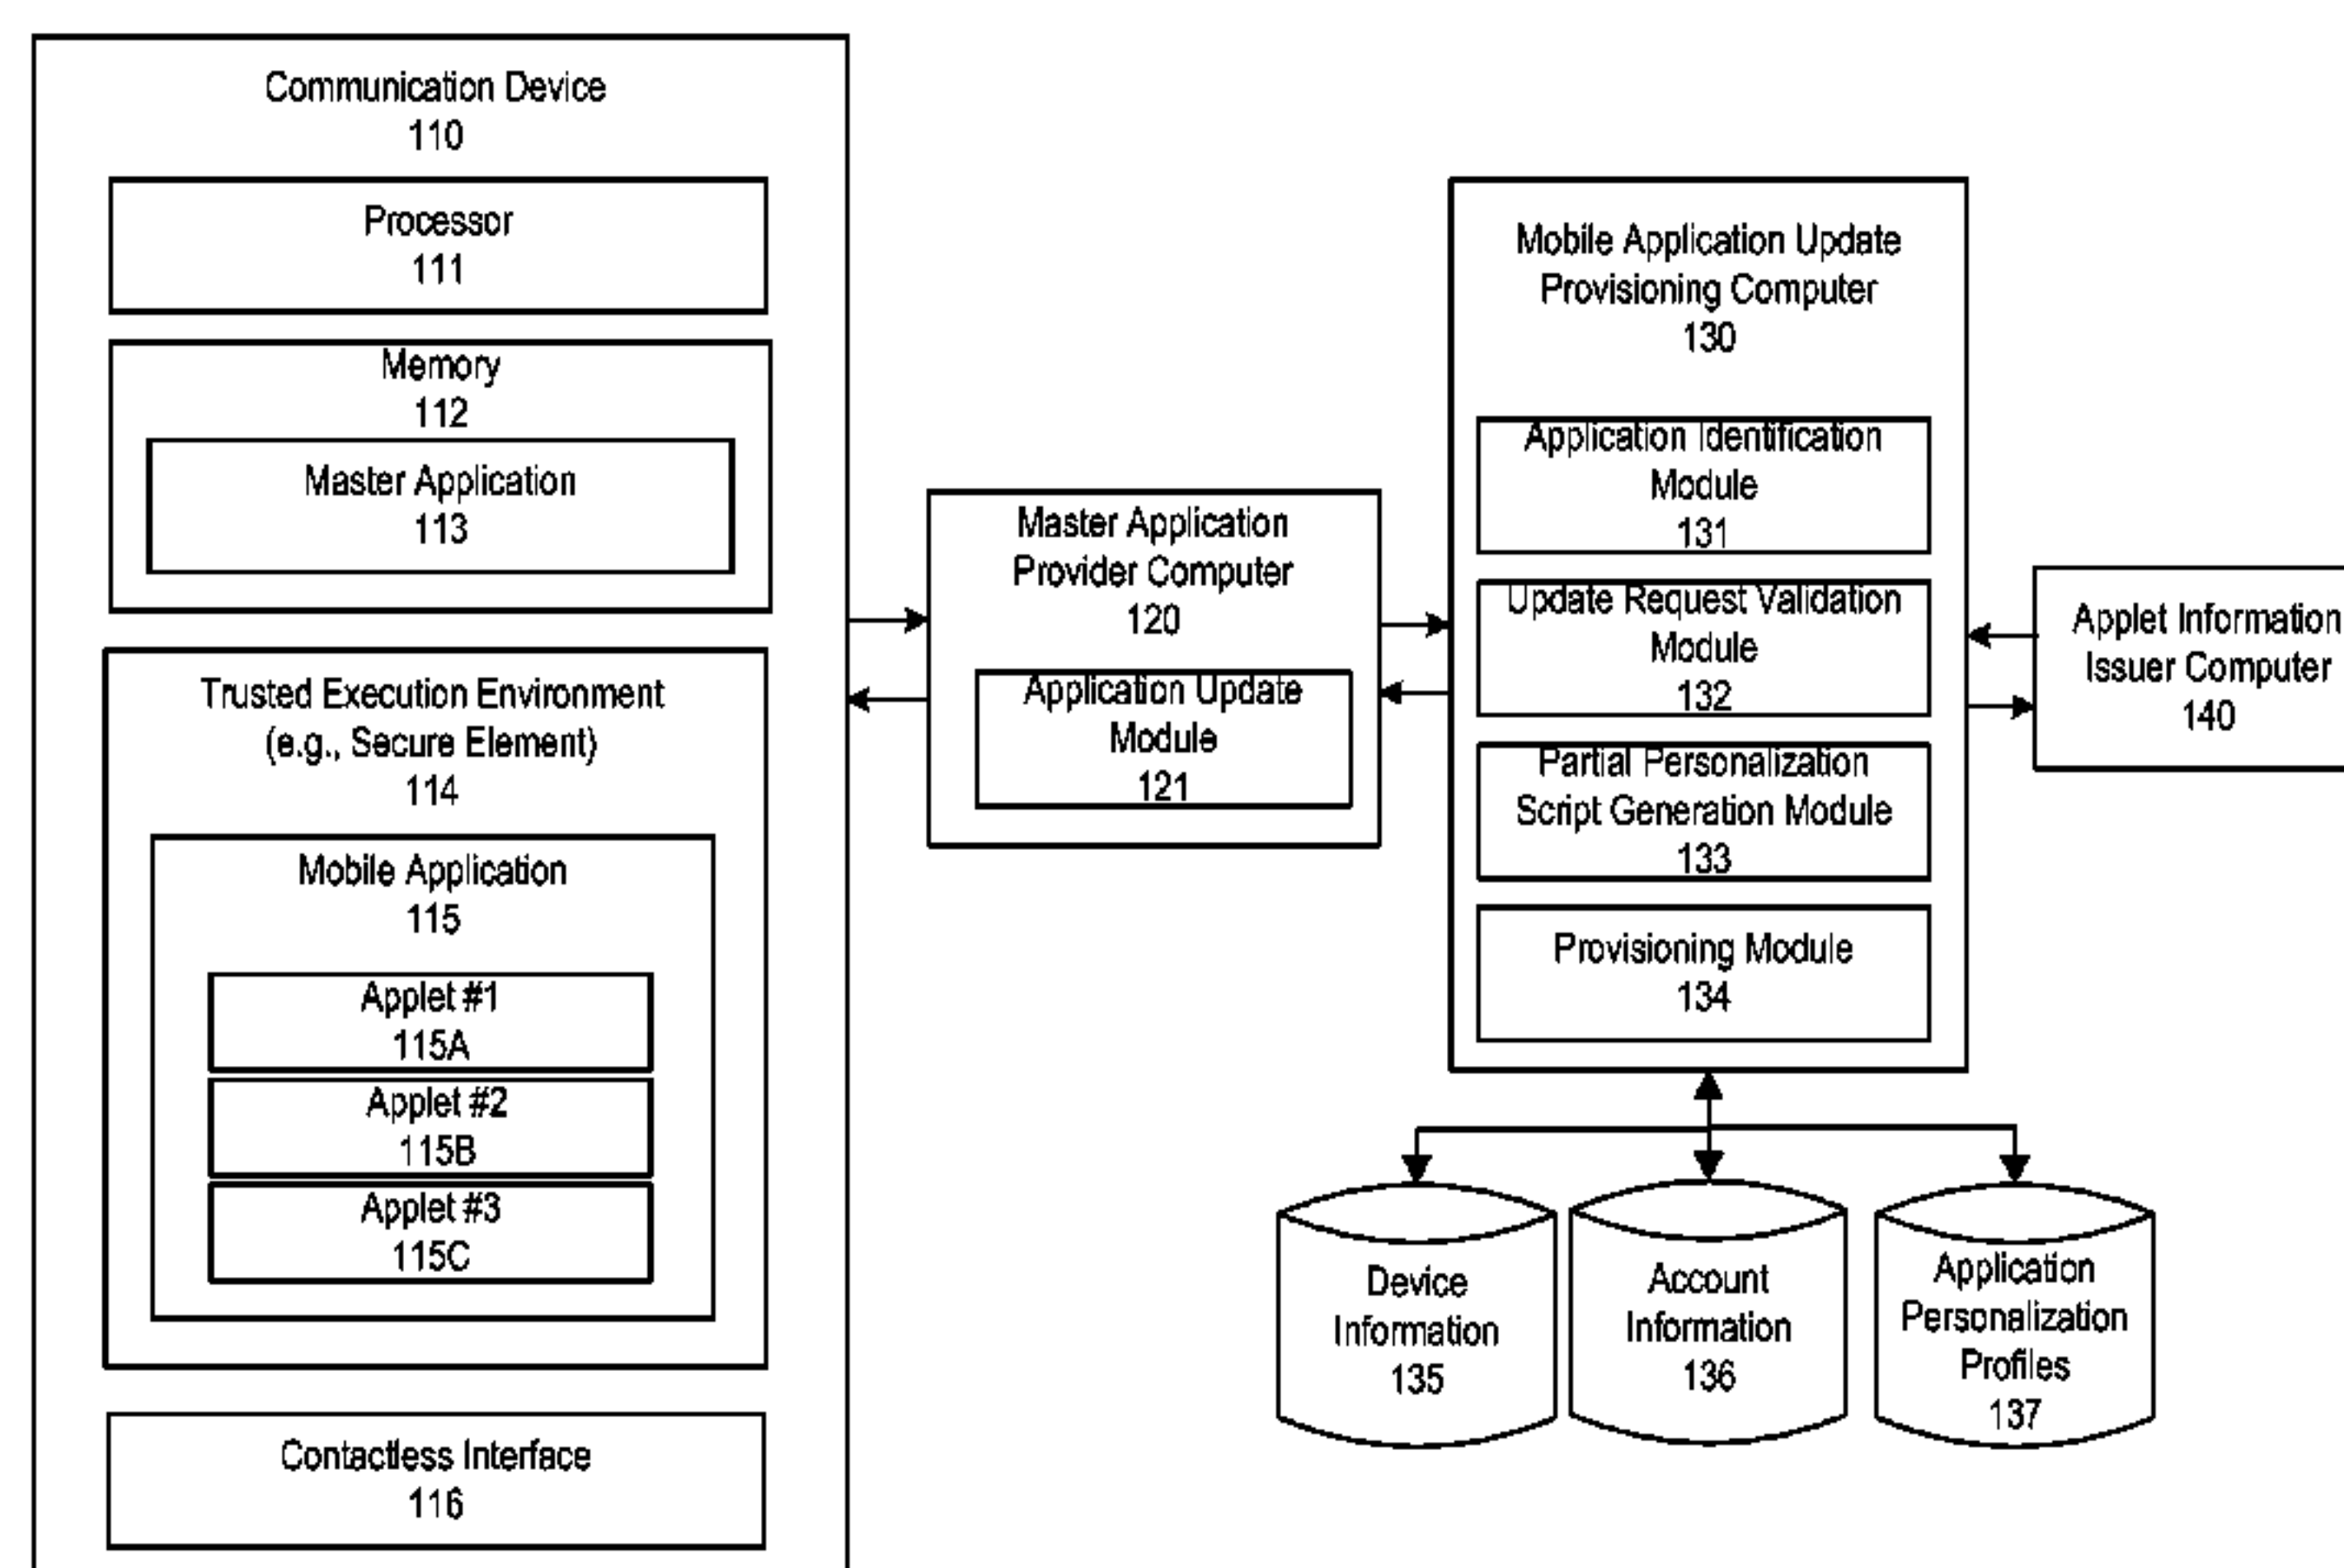 Communication Device
110
Processor
111
Memory
112
Master Application
113
Trusted Execution Environment
(e.g., Secure Element)
114
Mobile Application
115
Applet #1
115A
Applet #2
115B
Applet #3
115C
Contactless Interface
116
Master Application
Provider Computer
120
Application Update
Module
121
Mobile Application Update
Provisioning Computer
130
Application Identification
Module
131
Update Request Validation
Module
132
Partial Personalization
Script Generation Module
133
Provisioning Module
134
Applet Information
Issuer Computer
140
Device
Information
135
Account
Information
136
Application
Personalization
Profiles
137